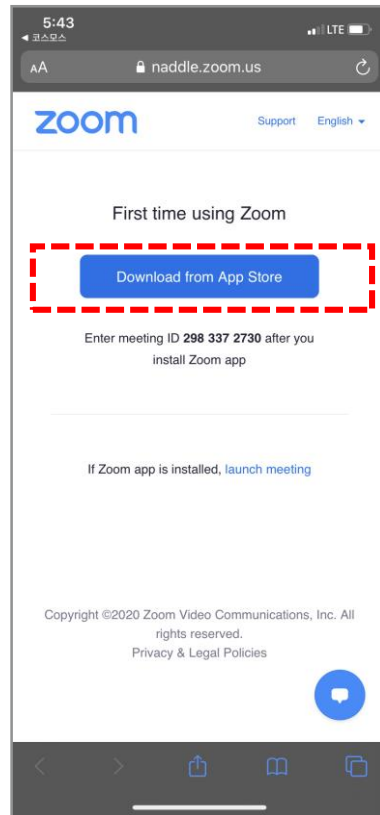 5:43
LTE
◀ 코스모스
AA naddle.zoom.us
zoom Support English
First time using Zoom
Download from App Store
Enter meeting ID 298 337 2730 after you
install Zoom app
If Zoom app is installed, launch meeting
Copyright ©2020 Zoom Video Communications, Inc. All
rights reserved.
Privacy & Legal Policies